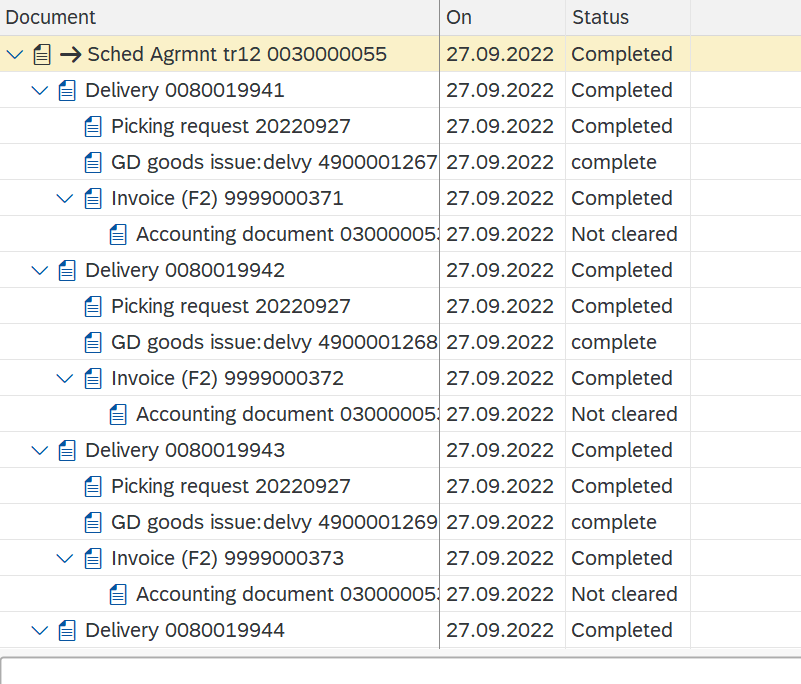 Document On Status
Sched Agrmnt tr12 0030000055 27.09.2022 Completed
Delivery 0080019941 27.09.2022 Completed
Picking request 20220927 27.09.2022 Completed
GD goods issue:delvy 4900001267 27.09.2022 complete
Invoice (F2) 9999000371 27.09.2022 Completed
Accounting document 03000005 27.09.2022 Not cleared
Delivery 0080019942 27.09.2022 Completed
Picking request 20220927 27.09.2022 Completed
GD goods issue:delvy 4900001268 27.09.2022 complete
Invoice (F2) 9999000372 27.09.2022 Completed
Accounting document 03000005 27.09.2022 Not cleared
Delivery 0080019943 27.09.2022 Completed
Picking request 20220927 27.09.2022 Completed
GD goods issue:delvy 4900001269 27.09.2022 complete
Invoice (F2) 9999000373 27.09.2022 Completed
Accounting document 03000005 27.09.2022 Not cleared
Delivery 0080019944 27.09.2022 Completed